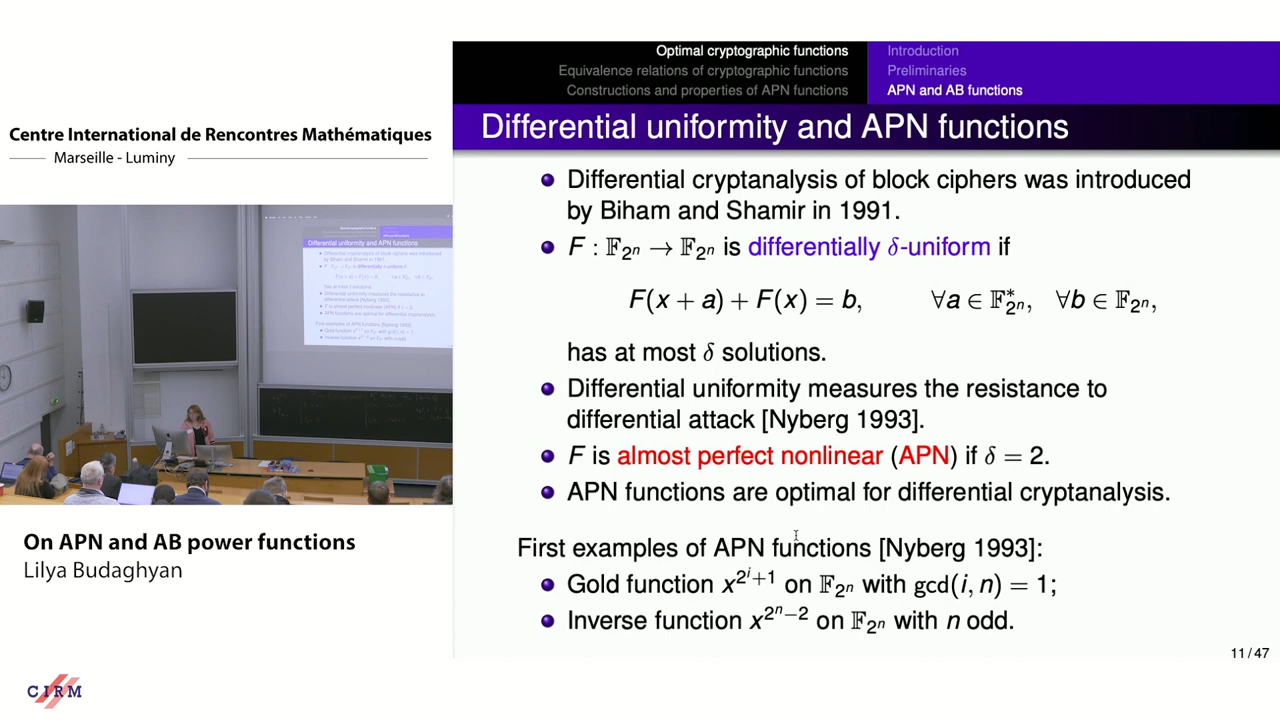 Centre International de Rencontres Mathématiques
Marseille - Luminy
On APN and AB power functions
Lilya Budaghyan
CIRM
Optimal cryptographic functions
Equivalence relations of cryptographic functions
Constructions and properties of APN functions
Introduction
Preliminaries
APN and AB functions
Differential uniformity and APN functions
Differential cryptanalysis of block ciphers was introduced
by Biham and Shamir in 1991.
F : 𝔽_{2^n} → 𝔽_{2^n} is differentially δ-uniform if
F(x + a) + F(x) = b, ∀a ∈ 𝔽*_{2^n}, ∀b ∈ 𝔽_{2^n},
has at most δ solutions.
Differential uniformity measures the resistance to
differential attack [Nyberg 1993].
F is almost perfect nonlinear (APN) if δ = 2.
APN functions are optimal for differential cryptanalysis.
First examples of APN functions [Nyberg 1993]:
Gold function x^{2^i+1} on 𝔽_{2^n} with gcd(i, n) = 1;
Inverse function x^{2^n−2} on 𝔽_{2^n} with n odd.
11 / 47